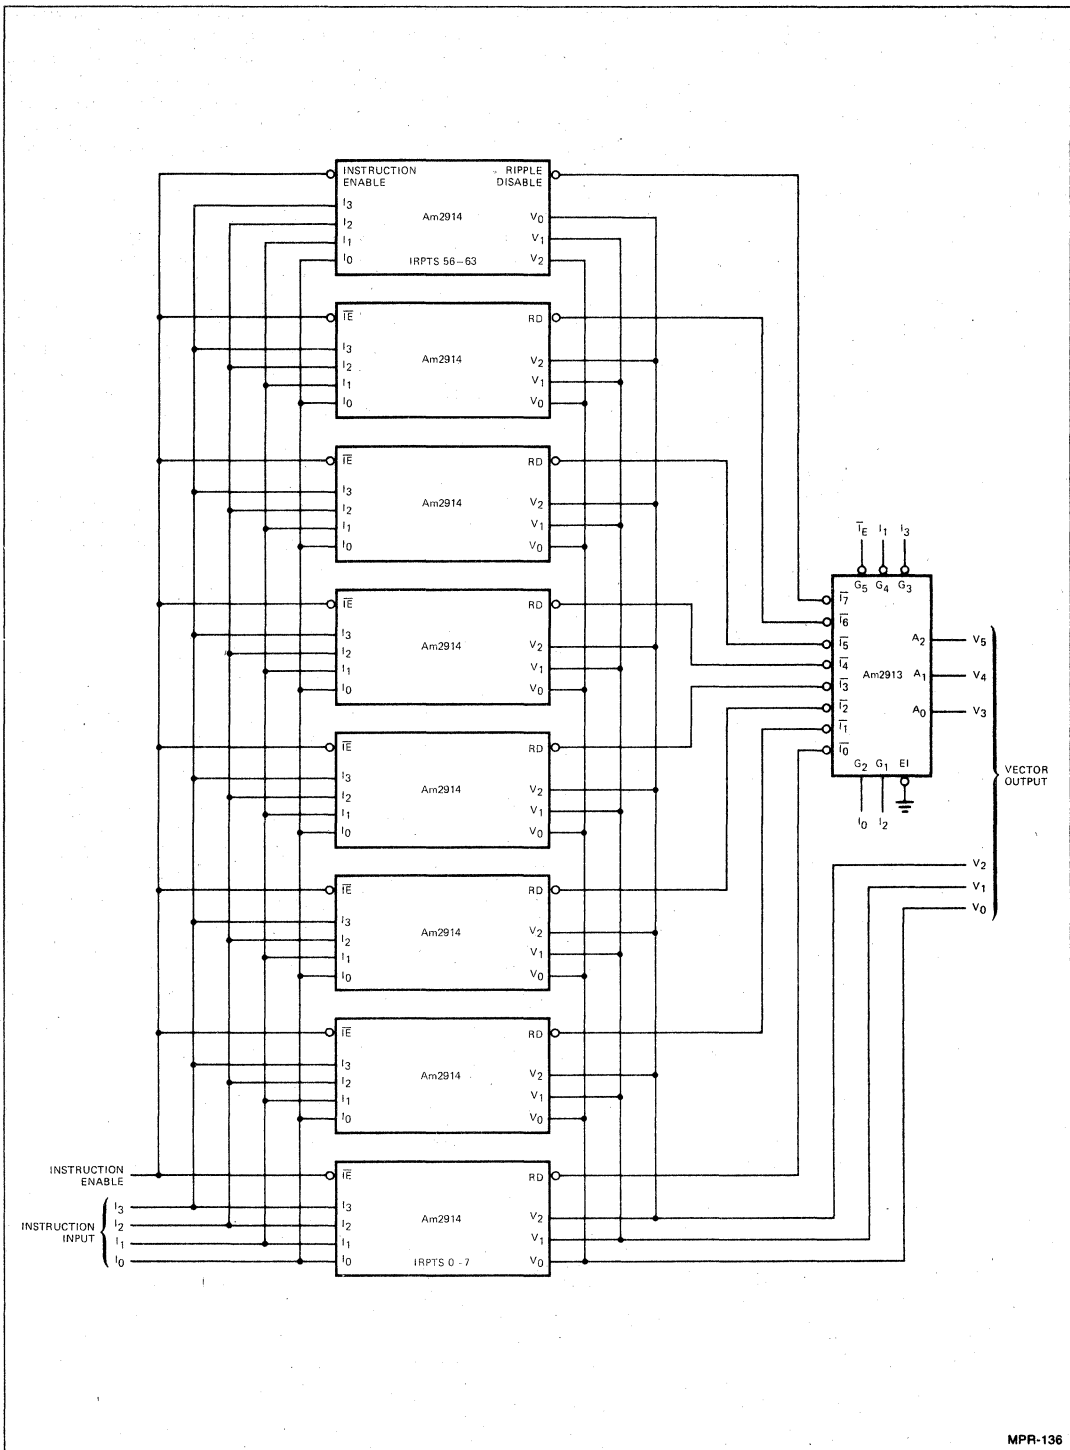 INSTRUCTION ENABLE
RIPPLE DISABLE
I3
I2
I1
I0
Am2914
V0
V1
V2
IRPTS 56–63
IE
RD
I3
I2
I1
I0
Am2914
V2
V1
V0
IE
RD
I3
I2
I1
I0
Am2914
V2
V1
V0
IE
RD
I3
I2
I1
I0
Am2914
V2
V1
V0
IE
RD
I3
I2
I1
I0
Am2914
V2
V1
V0
IE
RD
I3
I2
I1
I0
Am2914
V2
V1
V0
IE
RD
I3
I2
I1
I0
Am2914
V2
V1
V0
INSTRUCTION ENABLE
INSTRUCTION INPUT
I3
I2
I1
I0
IE
RD
I3
I2
I1
I0
Am2914
V2
V1
V0
IRPTS 0 - 7
IE I1 I3
G5 G4 G3
I7
I6
I5
I4
I3
I2
I1
I0
Am2913
A2
A1
A0
G2 G1 EI
I0 I2
V5
V4
V3
VECTOR OUTPUT
V2
V1
V0
MPR-136